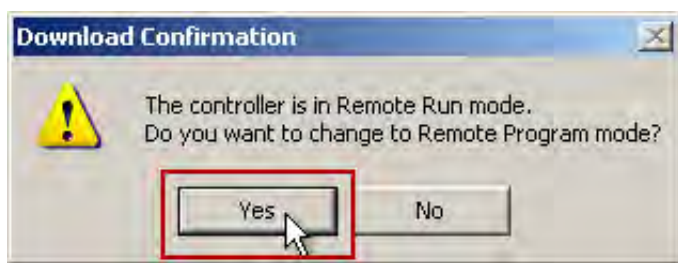 Download Confirmation
The controller is in Remote Run mode.
Do you want to change to Remote Program mode?
Yes No